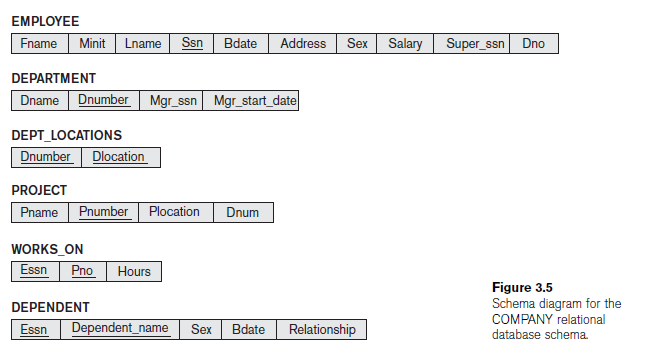 EMPLOYEE
Fname Minit Lname Ssn Bdate Address Sex Salary Super_ssn Dno
DEPARTMENT
Dname Dnumber Mgr_ssn Mgr_start_date
DEPT_LOCATIONS
Dnumber Dlocation
PROJECT
Pname Pnumber Plocation Dnum
WORKS_ON
Essn Pno Hours
DEPENDENT
Essn Dependent_name Sex Bdate Relationship
Figure 3.5
Schema diagram for the
COMPANY relational
database schema.